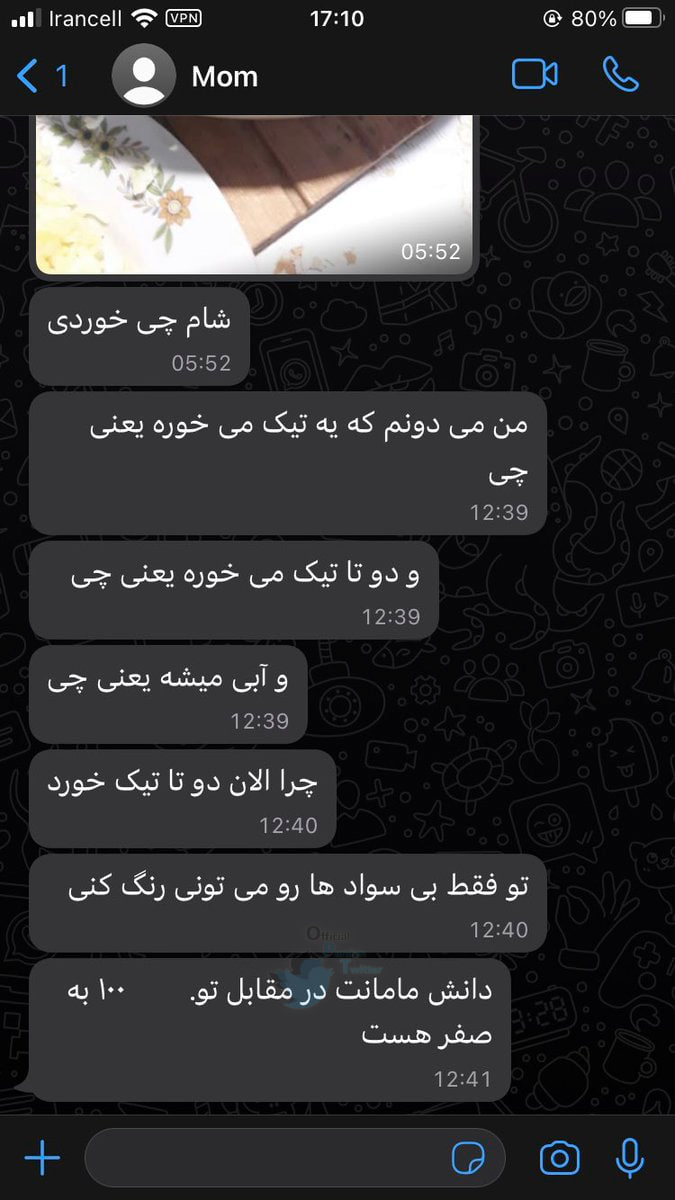 Irancell VPN 17:10 80%
1 Mom
05:52
شام چی خوردی
05:52
من می دونم که یه تیک می خوره یعنی
چی
12:39
و دو تا تیک می خوره یعنی چی
12:39
و آبی میشه یعنی چی
12:39
چرا الان دو تا تیک خورد
12:40
تو فقط بی سواد ها رو می تونی رنگ کنی
12:40
Official
Twitter
دانش مامانت در مقابل تو. ۱۰۰ به
صفر هست
12:41